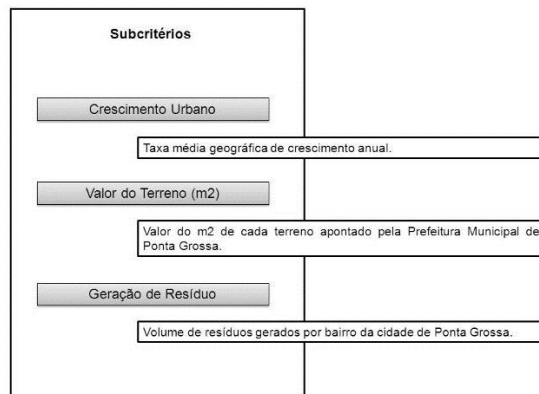 Subcritérios
Crescimento Urbano
Taxa média geográfica de crescimento anual.
Valor do Terreno (m2)
Valor do m2 de cada terreno apontado pela Prefeitura Municipal de
Ponta Grossa.
Geração de Resíduo
Volume de resíduos gerados por bairro da cidade de Ponta Grossa.